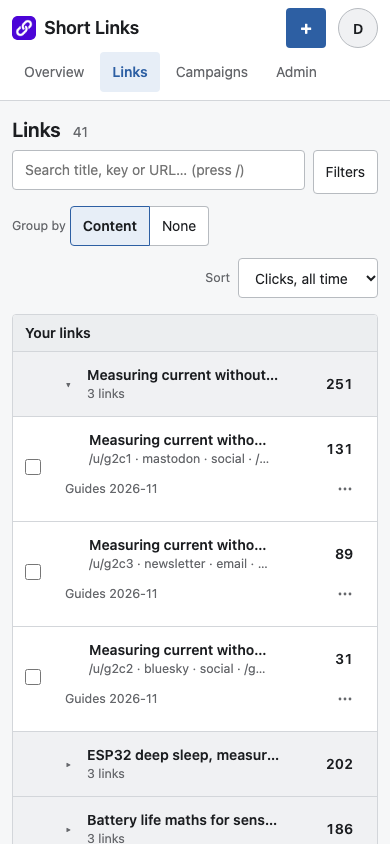 Short Links
+
D
Overview Links Campaigns Admin
Links 41
Search title, key or URL... (press /)
Filters
Group by Content None
Sort Clicks, all time
Your links
Measuring current without... 251
3 links
Measuring current witho... 131
/u/g2c1 · mastodon · social · /...
Guides 2026-11 ...
Measuring current witho... 89
/u/g2c3 · newsletter · email · ...
Guides 2026-11 ...
Measuring current witho... 31
/u/g2c2 · bluesky · social · /g...
Guides 2026-11 ...
ESP32 deep sleep, measur... 202
3 links
Battery life maths for sens... 186
3 links